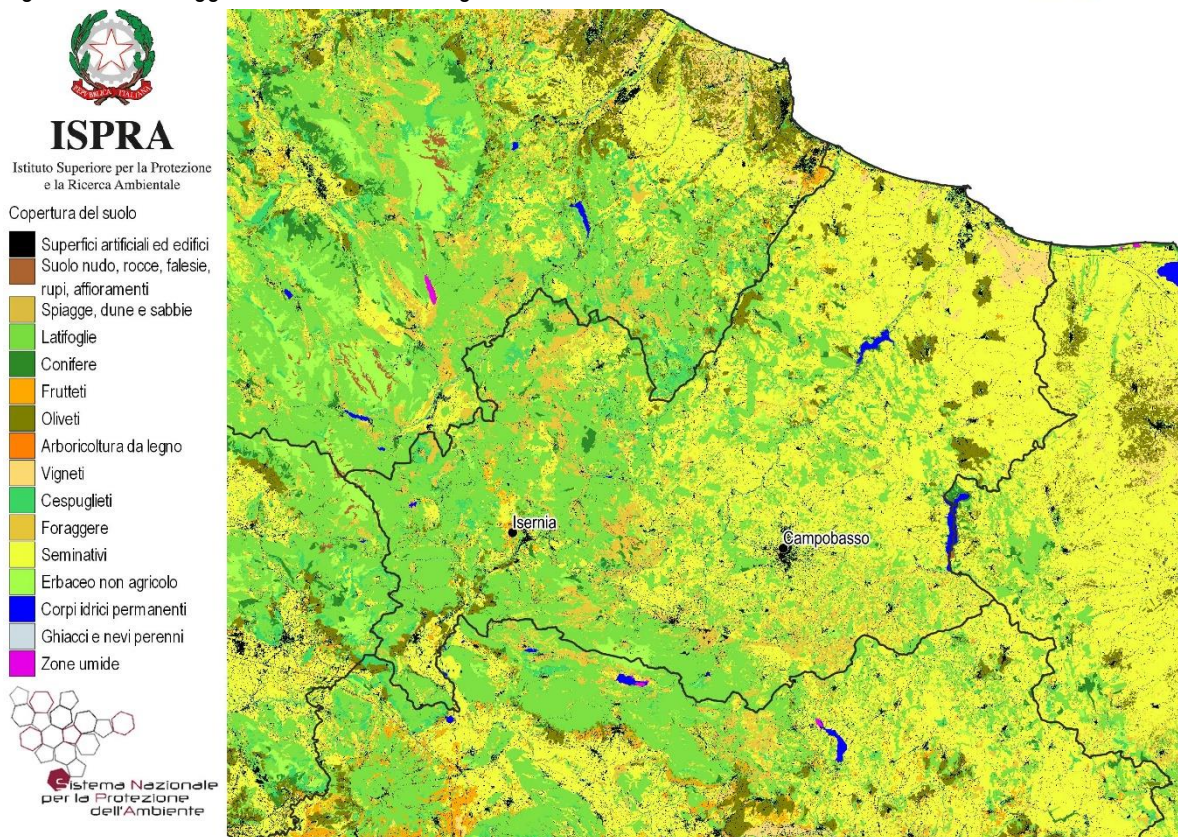 REPVBBLICA ITALIANA
ISPRA
Istituto Superiore per la Protezione
e la Ricerca Ambientale
Copertura del suolo
Superfici artificiali ed edifici
Suolo nudo, rocce, falesie,
rupi, affioramenti
Spiagge, dune e sabbie
Latifoglie
Conifere
Frutteti
Oliveti
Arboricoltura da legno
Vigneti
Cespuglieti
Foraggere
Seminativi
Erbaceo non agricolo
Corpi idrici permanenti
Ghiacci e nevi perenni
Zone umide
Sistema Nazionale
per la Protezione
dell'Ambiente
Isernia
Campobasso